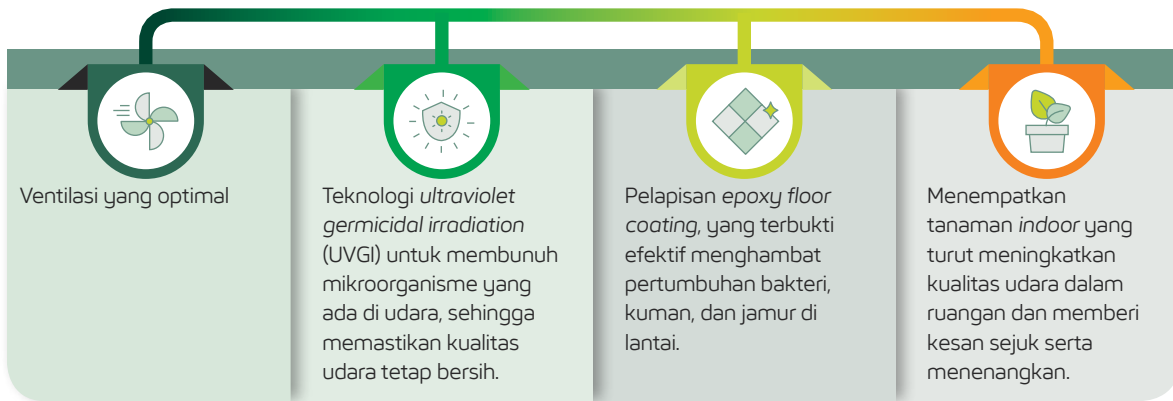 Ventilasi yang optimal
Teknologi ultraviolet
germicidal irradiation
(UVGI) untuk membunuh
mikroorganisme yang
ada di udara, sehingga
memastikan kualitas
udara tetap bersih.
Pelapisan epoxy floor
coating, yang terbukti
efektif menghambat
pertumbuhan bakteri,
kuman, dan jamur di
lantai.
Menempatkan
tanaman indoor yang
turut meningkatkan
kualitas udara dalam
ruangan dan memberi
kesan sejuk serta
menenangkan.